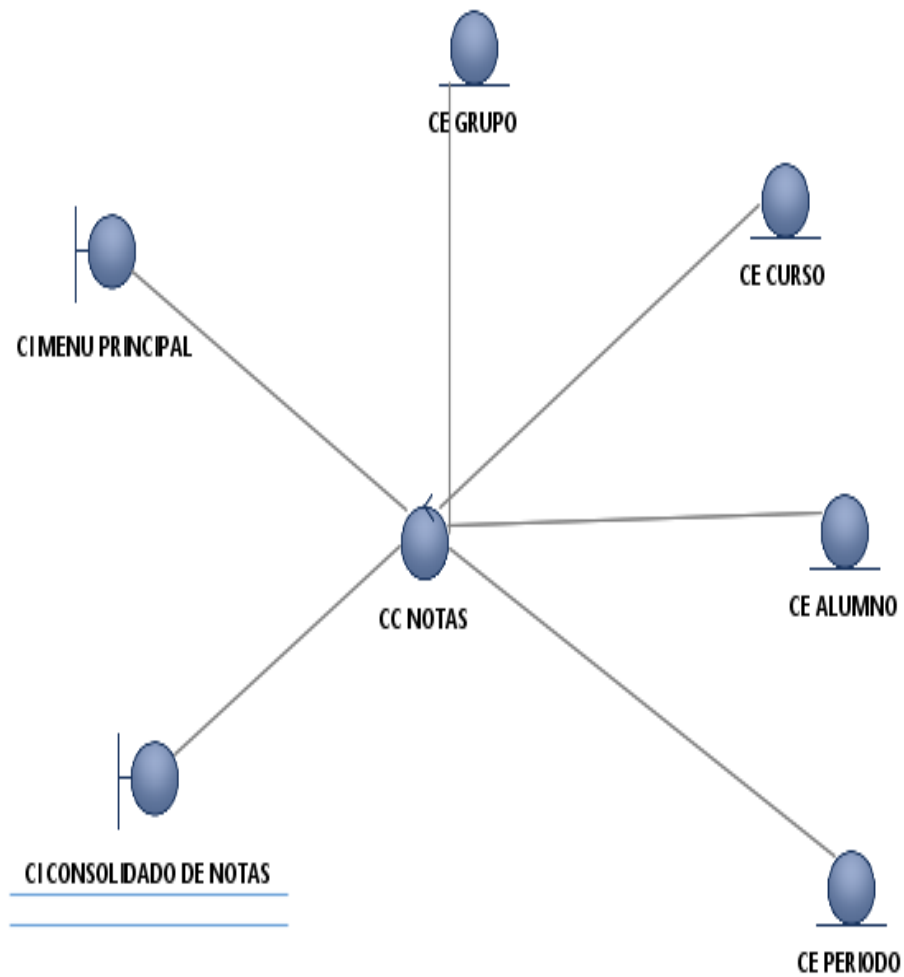 CE GRUPO
CE CURSO
CI MENU PRINCIPAL
CE ALUMNO
CC NOTAS
CI CONSOLIDADO DE NOTAS
CE PERIODO